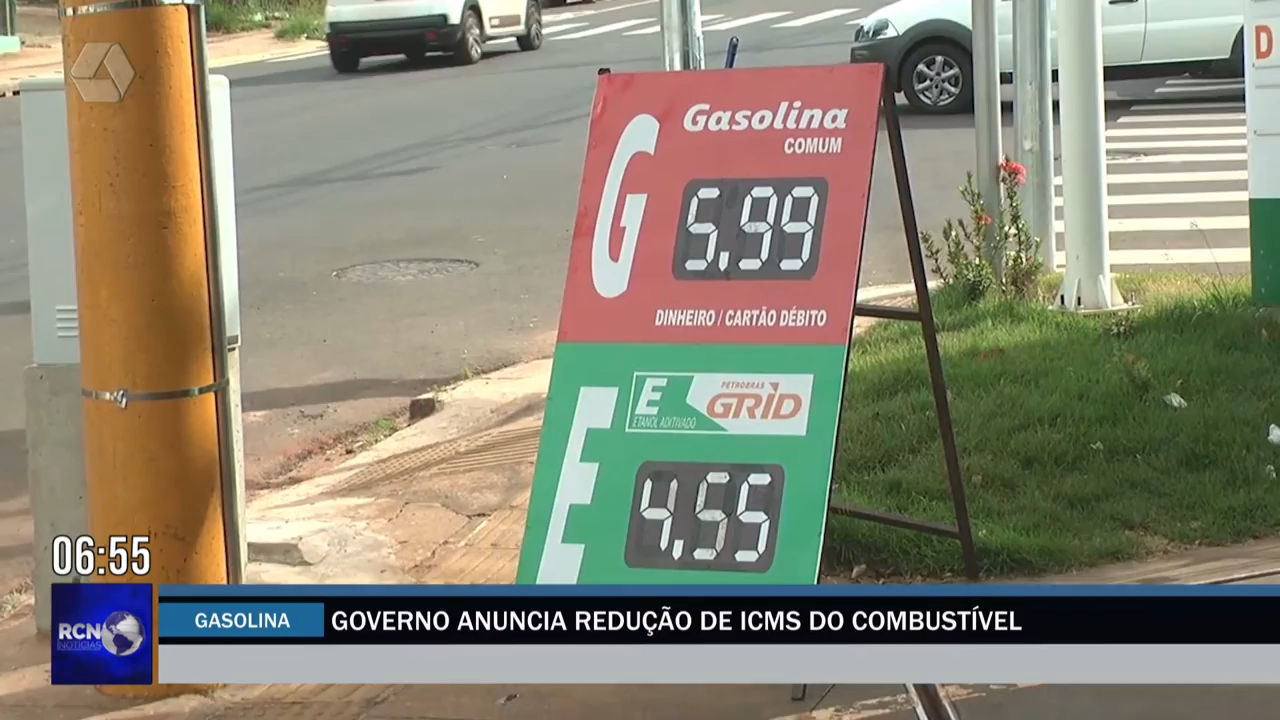 Gasolina
COMUM
G
5.99
DINHEIRO / CARTÃO DÉBITO
E
PETROBRAS
GRID
ETANOL ADITIVADO
E
4.55
D
06:55
RCN
NOTÍCIAS
GASOLINA
GOVERNO ANUNCIA REDUÇÃO DE ICMS DO COMBUSTÍVEL